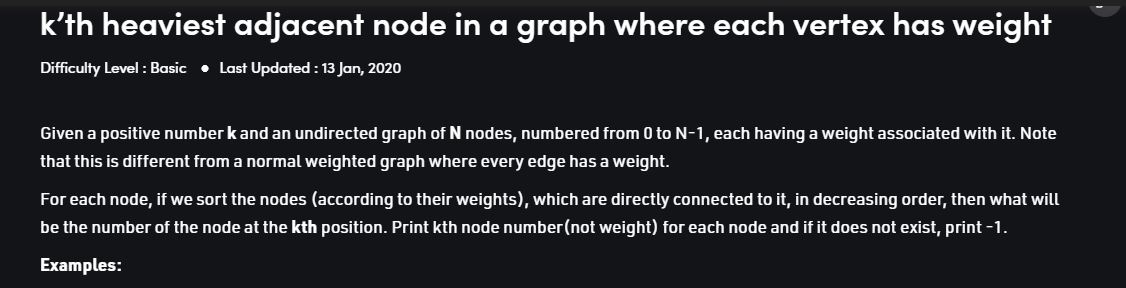 k'th heaviest adjacent node in a graph where each vertex has weight
Difficulty Level : Basic ● Last Updated : 13 Jan, 2020
Given a positive number k and an undirected graph of N nodes, numbered from 0 to N-1, each having a weight associated with it. Note
that this is different from a normal weighted graph where every edge has a weight.
For each node, if we sort the nodes (according to their weights), which are directly connected to it, in decreasing order, then what will
be the number of the node at the kth position. Print kth node number(not weight) for each node and if it does not exist, print -1.
Examples: